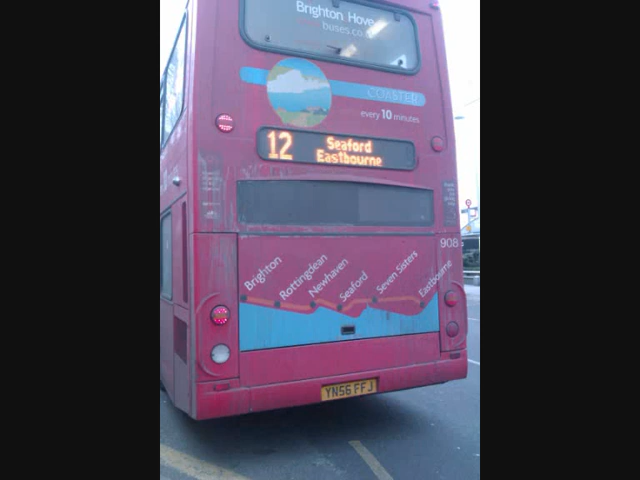 Brighton Hove
buses.co.
COASTER
every 10 minutes
12 Seaford
Eastbourne
908
Brighton
Rottingdean
Newhaven
Seaford
Seven Sisters
Eastbourne
YN56 FFJ